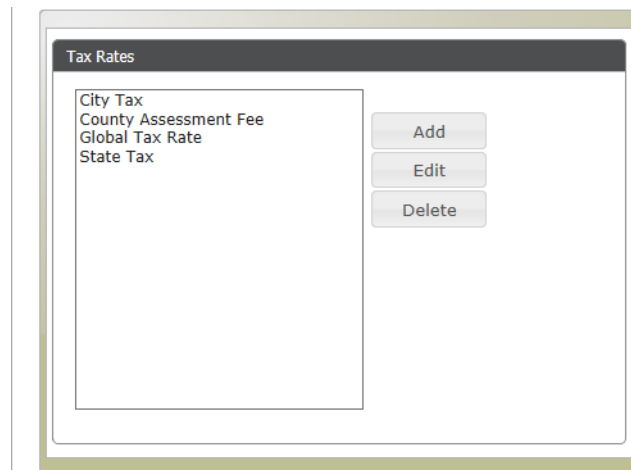 Tax Rates
City Tax
County Assessment Fee
Global Tax Rate
State Tax
Add
Edit
Delete